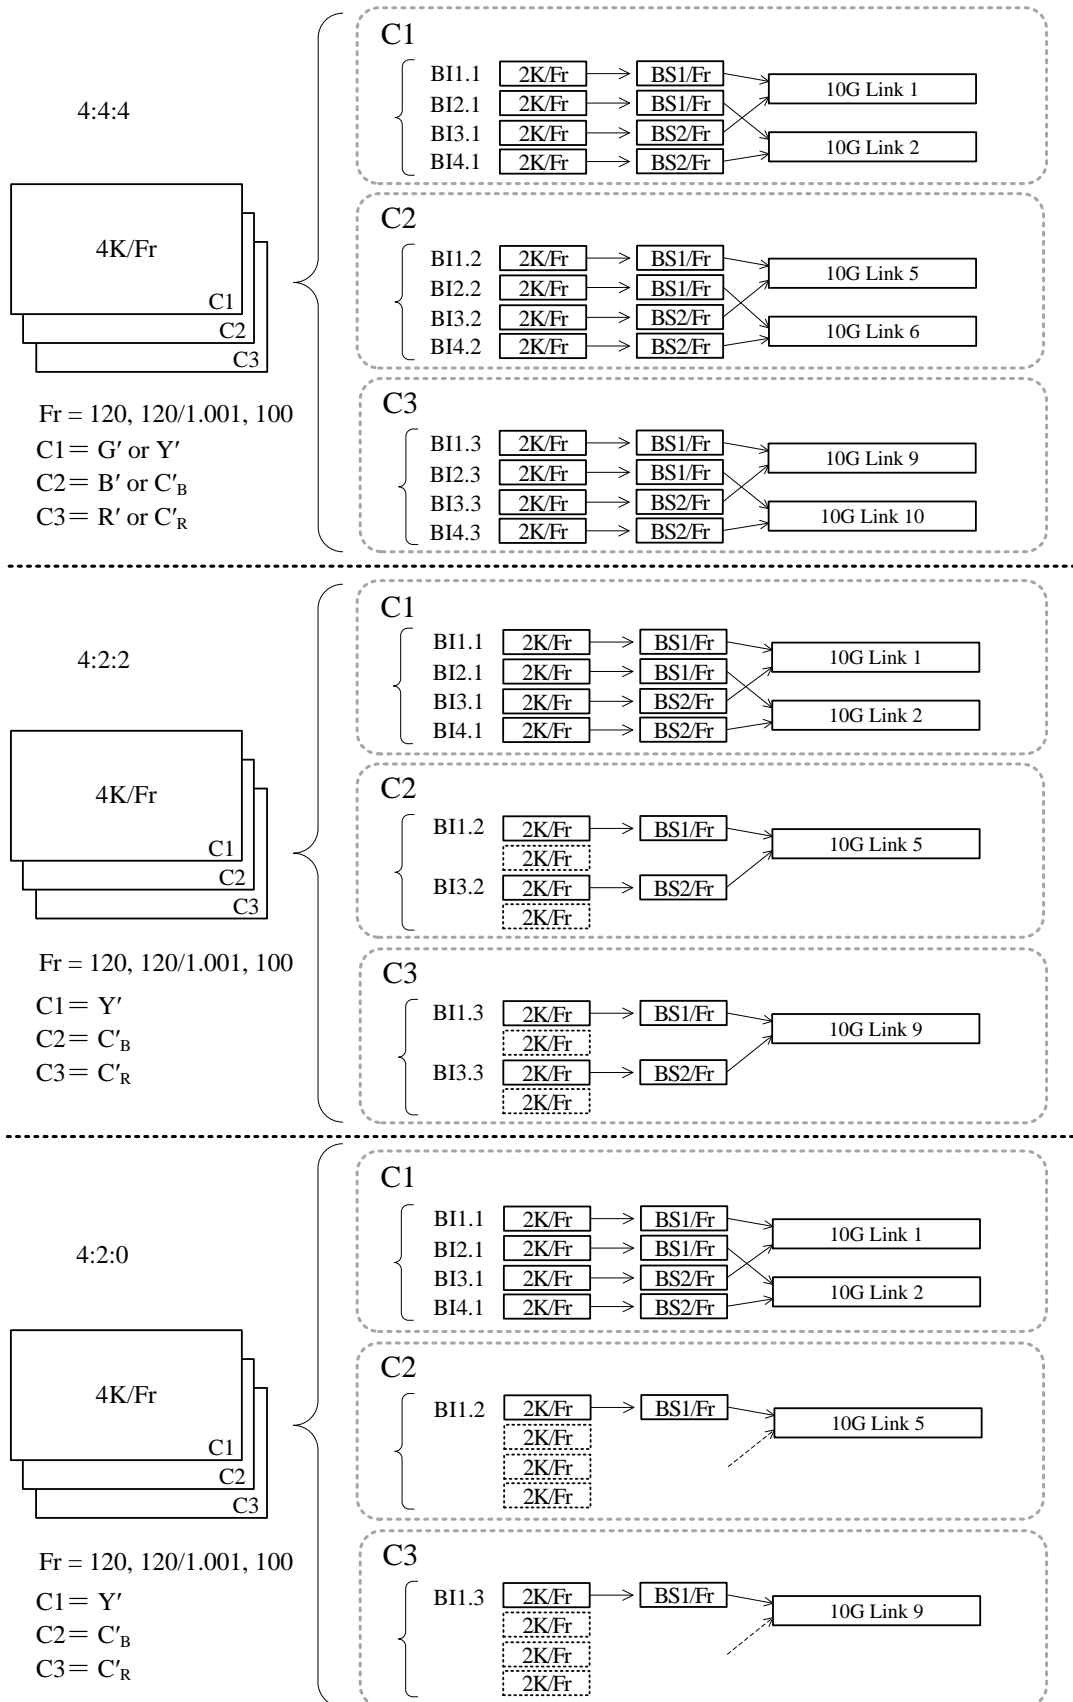 4:4:4
4K/Fr
C1
C2
C3
Fr = 120, 120/1.001, 100
C1= G′ or Y′
C2= B′ or C′B
C3= R′ or C′R
C1
BI1.1 2K/Fr BS1/Fr
BI2.1 2K/Fr BS1/Fr
BI3.1 2K/Fr BS2/Fr
BI4.1 2K/Fr BS2/Fr
10G Link 1
10G Link 2
C2
BI1.2 2K/Fr BS1/Fr
BI2.2 2K/Fr BS1/Fr
BI3.2 2K/Fr BS2/Fr
BI4.2 2K/Fr BS2/Fr
10G Link 5
10G Link 6
C3
BI1.3 2K/Fr BS1/Fr
BI2.3 2K/Fr BS1/Fr
BI3.3 2K/Fr BS2/Fr
BI4.3 2K/Fr BS2/Fr
10G Link 9
10G Link 10
4:2:2
4K/Fr
C1
C2
C3
Fr = 120, 120/1.001, 100
C1= Y′
C2= C′B
C3= C′R
C1
BI1.1 2K/Fr BS1/Fr
BI2.1 2K/Fr BS1/Fr
BI3.1 2K/Fr BS2/Fr
BI4.1 2K/Fr BS2/Fr
10G Link 1
10G Link 2
C2
BI1.2 2K/Fr BS1/Fr
2K/Fr
BI3.2 2K/Fr BS2/Fr
2K/Fr
10G Link 5
C3
BI1.3 2K/Fr BS1/Fr
2K/Fr
BI3.3 2K/Fr BS2/Fr
2K/Fr
10G Link 9
4:2:0
4K/Fr
C1
C2
C3
Fr = 120, 120/1.001, 100
C1= Y′
C2= C′B
C3= C′R
C1
BI1.1 2K/Fr BS1/Fr
BI2.1 2K/Fr BS1/Fr
BI3.1 2K/Fr BS2/Fr
BI4.1 2K/Fr BS2/Fr
10G Link 1
10G Link 2
C2
BI1.2 2K/Fr BS1/Fr
2K/Fr
2K/Fr
2K/Fr
10G Link 5
C3
BI1.3 2K/Fr BS1/Fr
2K/Fr
2K/Fr
2K/Fr
10G Link 9